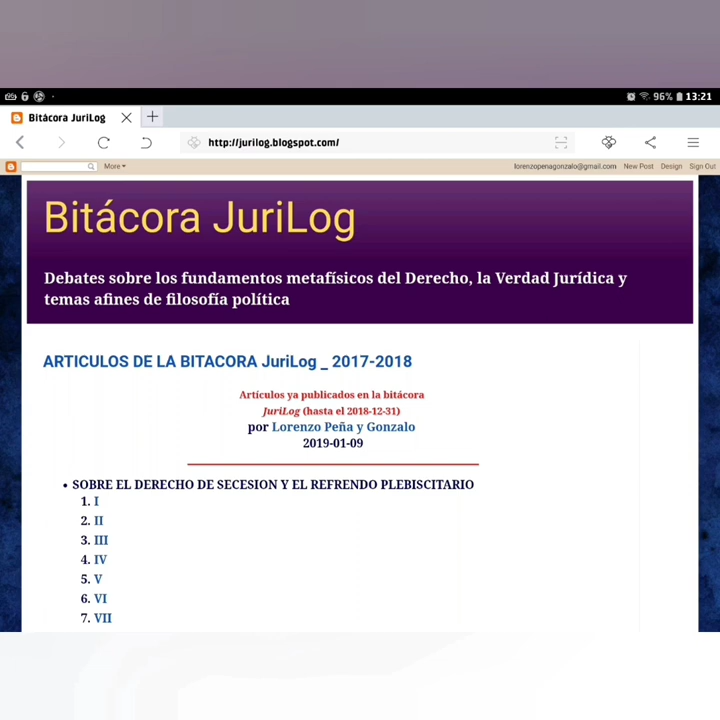 96% 13:21
Bitácora JuriLog
http://jurilog.blogspot.com/
More lorenzopenagonzalo@gmail.com New Post Design Sign Out
Bitácora JuriLog
Debates sobre los fundamentos metafísicos del Derecho, la Verdad Jurídica y
temas afines de filosofía política
ARTICULOS DE LA BITACORA JuriLog _ 2017-2018
Artículos ya publicados en la bitácora
JuriLog (hasta el 2018-12-31)
por Lorenzo Peña y Gonzalo
2019-01-09
• SOBRE EL DERECHO DE SECESION Y EL REFRENDO PLEBISCITARIO
1. I
2. II
3. III
4. IV
5. V
6. VI
7. VII